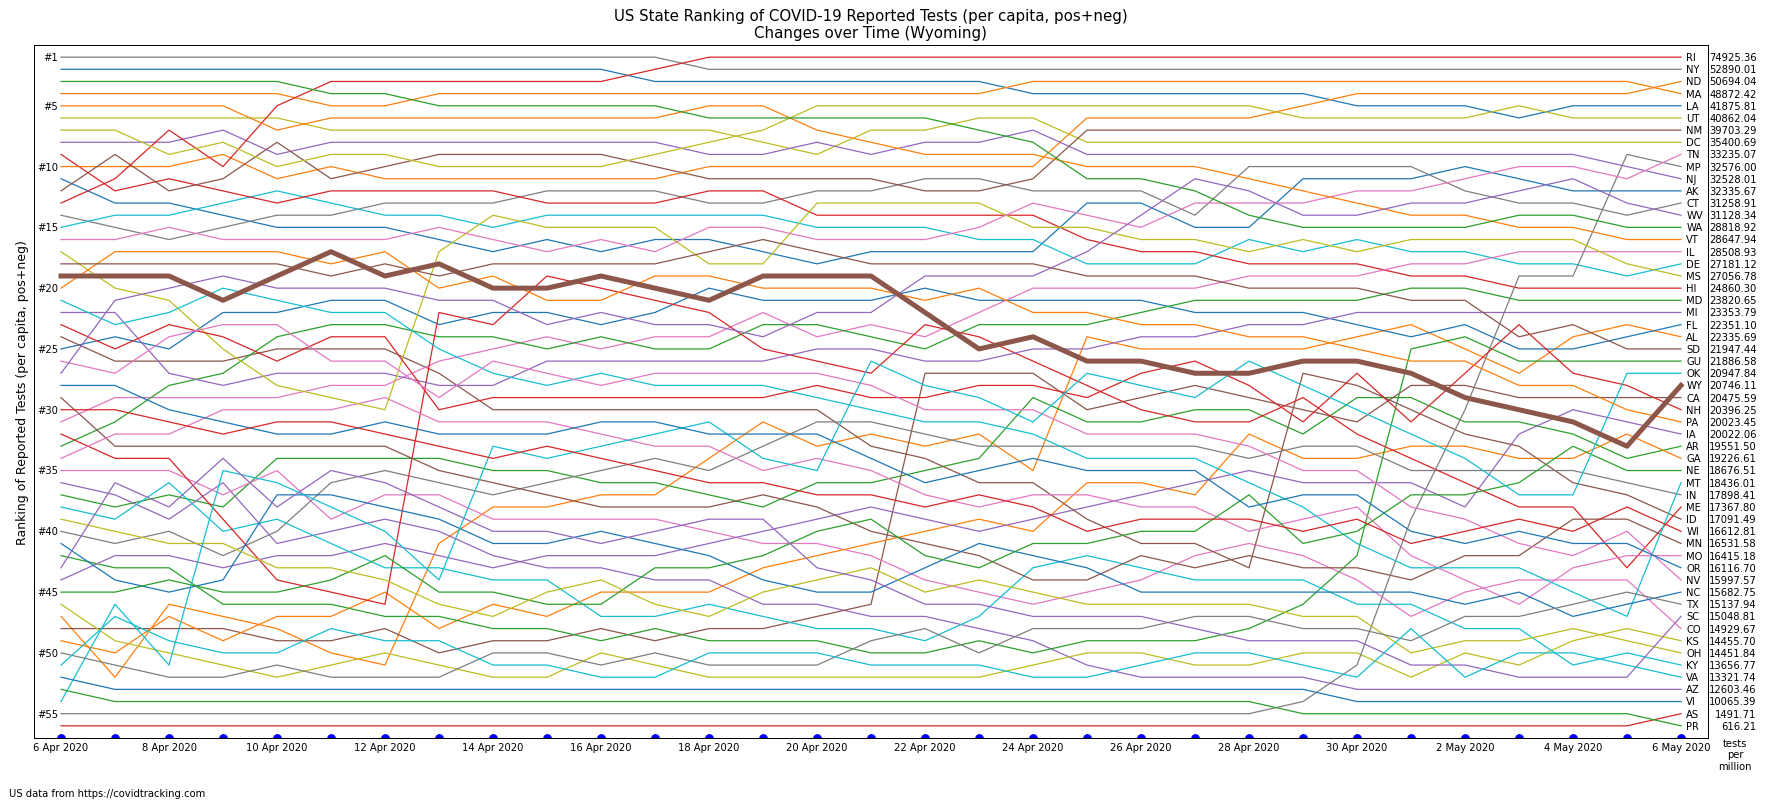 US State Ranking of COVID-19 Reported Tests (per capita, pos+neg)
Changes over Time (Wyoming)
Ranking of Reported Tests (per capita, pos+neg)
#1
#5
#10
#15
#20
#25
#30
#35
#40
#45
#50
#55
RI 74925.36
NY 52890.01
ND 50694.04
MA 48872.42
LA 41875.81
UT 40862.04
NM 39703.29
DC 35400.69
TN 33235.07
MP 32576.00
NJ 32528.01
AK 32335.67
CT 31258.91
WV 31128.34
WA 28818.92
VT 28647.94
IL 28508.93
DE 27181.12
MS 27056.78
HI 24860.30
MD 23820.65
MI 23353.79
FL 22351.10
AL 22335.69
SD 21947.44
GU 21886.58
OK 20947.84
WY 20746.11
CA 20475.59
NH 20396.25
PA 20023.45
IA 20022.06
AR 19551.50
GA 19226.61
NE 18676.51
MT 18436.01
IN 17898.41
ME 17367.80
ID 17091.49
WI 16612.81
MN 16531.58
MO 16415.18
OR 16116.70
NV 15997.57
NC 15682.75
TX 15137.94
SC 15048.81
CO 14929.67
KS 14455.70
OH 14451.84
KY 13656.77
VA 13321.74
AZ 12603.46
VI 10065.39
AS 1491.71
PR 616.21
6 Apr 2020
8 Apr 2020
10 Apr 2020
12 Apr 2020
14 Apr 2020
16 Apr 2020
18 Apr 2020
20 Apr 2020
22 Apr 2020
24 Apr 2020
26 Apr 2020
28 Apr 2020
30 Apr 2020
2 May 2020
4 May 2020
6 May 2020
tests
per
million
US data from https://covidtracking.com